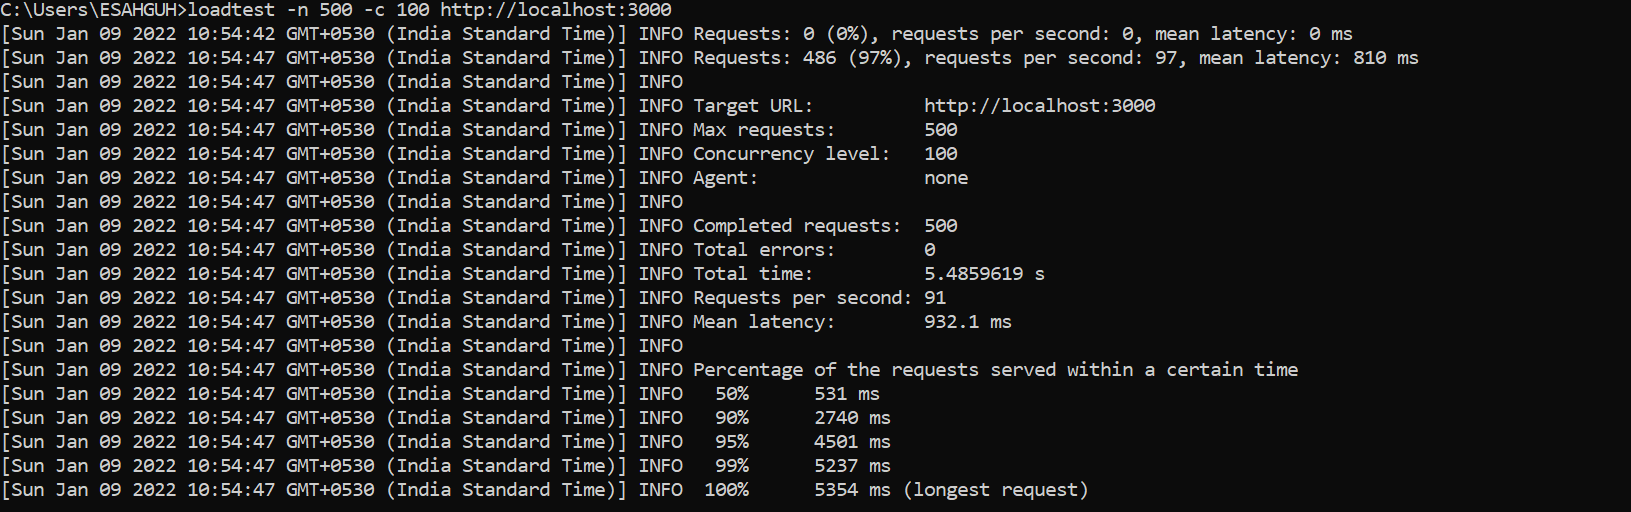 C:\Users\ESAHGUH>loadtest -n 500 -c 100 http://localhost:3000
[Sun Jan 09 2022 10:54:42 GMT+0530 (India Standard Time)] INFO Requests: 0 (0%), requests per second: 0, mean latency: 0 ms
[Sun Jan 09 2022 10:54:47 GMT+0530 (India Standard Time)] INFO Requests: 486 (97%), requests per second: 97, mean latency: 810 ms
[Sun Jan 09 2022 10:54:47 GMT+0530 (India Standard Time)] INFO
[Sun Jan 09 2022 10:54:47 GMT+0530 (India Standard Time)] INFO Target URL:          http://localhost:3000
[Sun Jan 09 2022 10:54:47 GMT+0530 (India Standard Time)] INFO Max requests:        500
[Sun Jan 09 2022 10:54:47 GMT+0530 (India Standard Time)] INFO Concurrency level:   100
[Sun Jan 09 2022 10:54:47 GMT+0530 (India Standard Time)] INFO Agent:               none
[Sun Jan 09 2022 10:54:47 GMT+0530 (India Standard Time)] INFO
[Sun Jan 09 2022 10:54:47 GMT+0530 (India Standard Time)] INFO Completed requests:  500
[Sun Jan 09 2022 10:54:47 GMT+0530 (India Standard Time)] INFO Total errors:        0
[Sun Jan 09 2022 10:54:47 GMT+0530 (India Standard Time)] INFO Total time:          5.4859619 s
[Sun Jan 09 2022 10:54:47 GMT+0530 (India Standard Time)] INFO Requests per second: 91
[Sun Jan 09 2022 10:54:47 GMT+0530 (India Standard Time)] INFO Mean latency:        932.1 ms
[Sun Jan 09 2022 10:54:47 GMT+0530 (India Standard Time)] INFO
[Sun Jan 09 2022 10:54:47 GMT+0530 (India Standard Time)] INFO Percentage of the requests served within a certain time
[Sun Jan 09 2022 10:54:47 GMT+0530 (India Standard Time)] INFO   50%      531 ms
[Sun Jan 09 2022 10:54:47 GMT+0530 (India Standard Time)] INFO   90%      2740 ms
[Sun Jan 09 2022 10:54:47 GMT+0530 (India Standard Time)] INFO   95%      4501 ms
[Sun Jan 09 2022 10:54:47 GMT+0530 (India Standard Time)] INFO   99%      5237 ms
[Sun Jan 09 2022 10:54:47 GMT+0530 (India Standard Time)] INFO  100%      5354 ms (longest request)